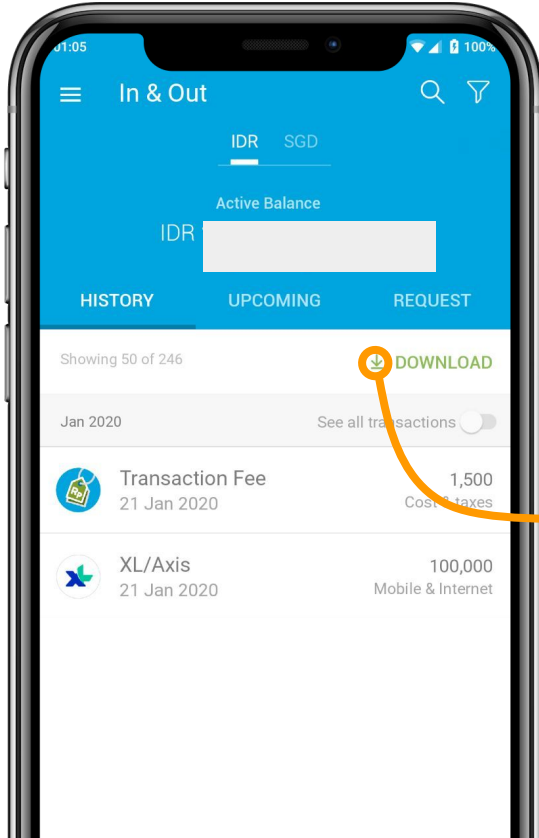 01:05 100%
In & Out
IDR SGD
Active Balance
IDR
HISTORY UPCOMING REQUEST
Showing 50 of 246 DOWNLOAD
Jan 2020 See all transactions
Rp Transaction Fee 1,500
21 Jan 2020 Cost & taxes
XL/Axis 100,000
21 Jan 2020 Mobile & Internet